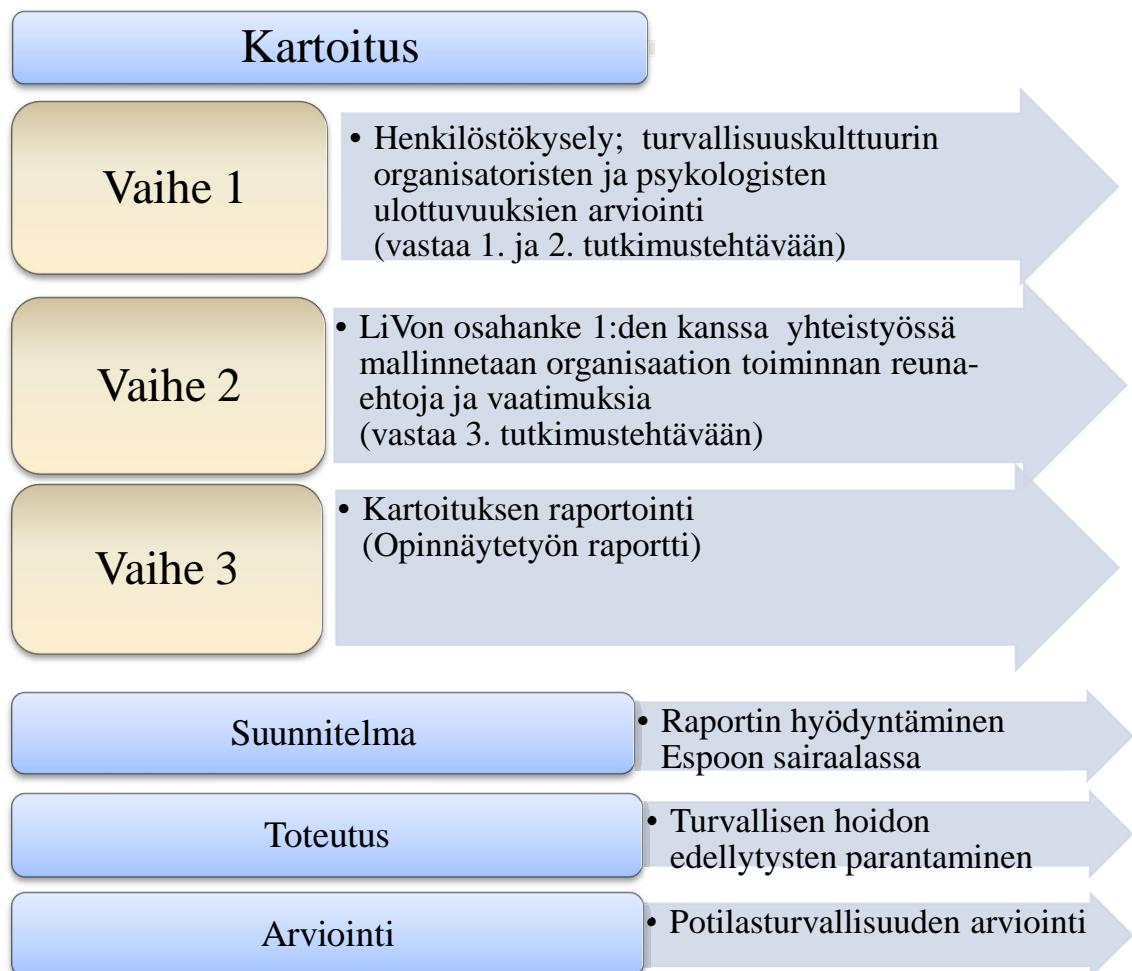 Kartoitus
Vaihe 1
• Henkilöstökysely; turvallisuuskulttuurin
organisatoristen ja psykologisten
ulottuvuuksien arviointi
(vastaa 1. ja 2. tutkimustehtävään)
Vaihe 2
• LiVon osahanke 1:den kanssa yhteistyössä
mallinnetaan organisaation toiminnan reuna-
ehtoja ja vaatimuksia
(vastaa 3. tutkimustehtävään)
Vaihe 3
• Kartoituksen raportointi
(Opinnäytetyön raportti)
Suunnitelma
• Raportin hyödyntäminen
Espoon sairaalassa
Toteutus
• Turvallisen hoidon
edellytysten parantaminen
Arviointi
• Potilasturvallisuuden arviointi